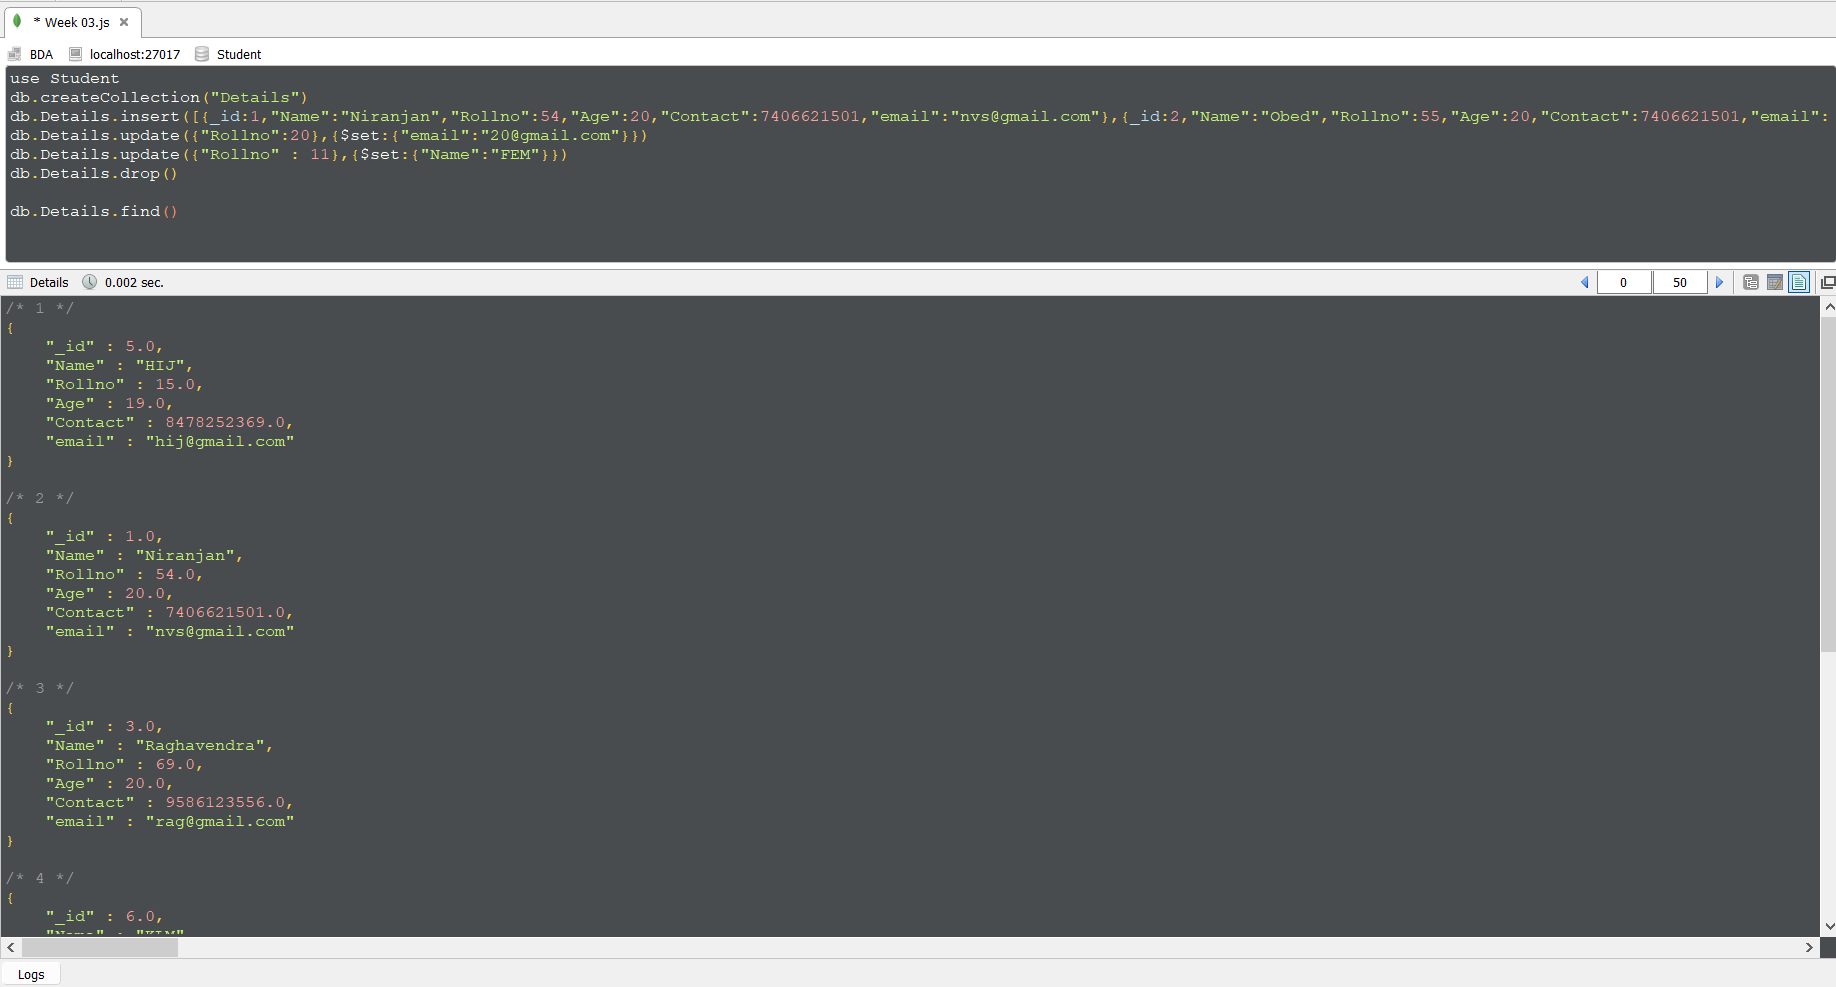 * Week 03.js
BDA localhost:27017 Student
use Student
db.createCollection("Details")
db.Details.insert([{_id:1,"Name":"Niranjan","Rollno":54,"Age":20,"Contact":7406621501,"email":"nvs@gmail.com"},{_id:2,"Name":"Obed","Rollno":55,"Age":20,"Contact":7406621501,"email":
db.Details.update({"Rollno":20},{$set:{"email":"20@gmail.com"}})
db.Details.update({"Rollno" : 11},{$set:{"Name":"FEM"}})
db.Details.drop()
db.Details.find()
Details 0.002 sec. 0 50
/* 1 */
{
"_id" : 5.0,
"Name" : "HIJ",
"Rollno" : 15.0,
"Age" : 19.0,
"Contact" : 8478252369.0,
"email" : "hij@gmail.com"
}
/* 2 */
{
"_id" : 1.0,
"Name" : "Niranjan",
"Rollno" : 54.0,
"Age" : 20.0,
"Contact" : 7406621501.0,
"email" : "nvs@gmail.com"
}
/* 3 */
{
"_id" : 3.0,
"Name" : "Raghavendra",
"Rollno" : 69.0,
"Age" : 20.0,
"Contact" : 9586123556.0,
"email" : "rag@gmail.com"
}
/* 4 */
{
"_id" : 6.0,
"Name" : "KLM"
Logs